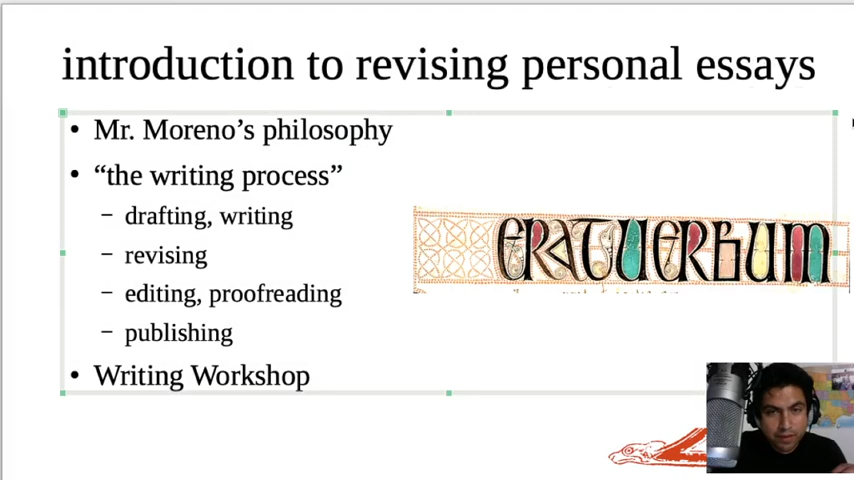 introduction to revising personal essays
• Mr. Moreno’s philosophy
• “the writing process”
– drafting, writing
– revising
– editing, proofreading
– publishing
• Writing Workshop
ERATUERBUM